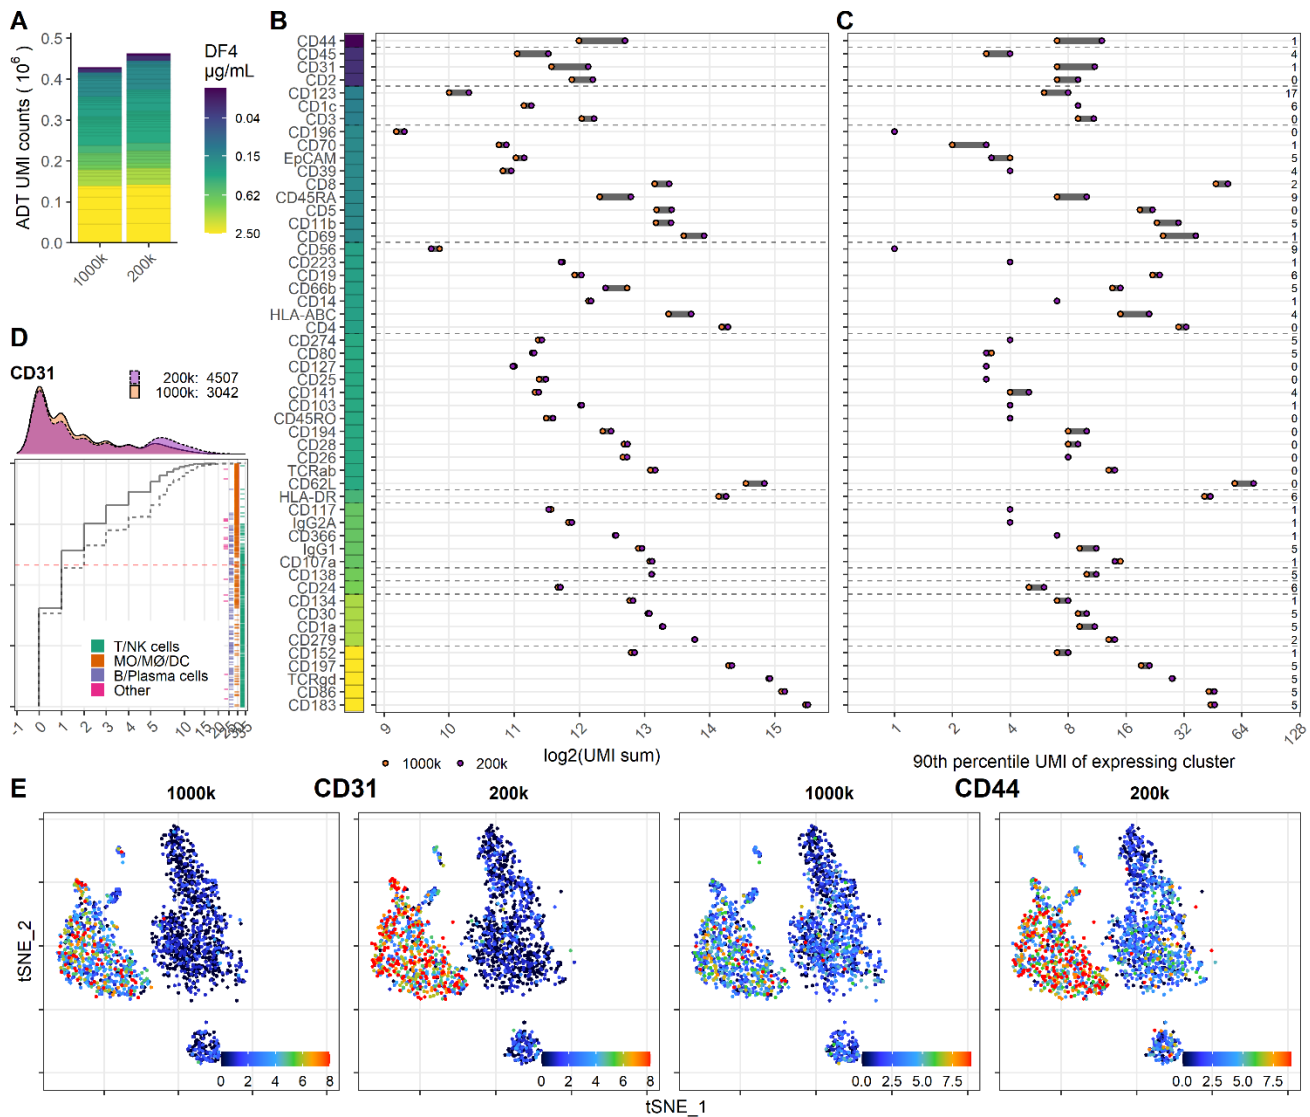 A
ADT UMI counts ( 10^6 )
0.5
0.4
0.3
0.2
0.1
0.0
1000k
200k
DF4
µg/mL
0.04
0.15
0.62
2.50
B
CD44
CD45
CD31
CD2
CD123
CD1c
CD3
CD196
CD70
EpCAM
CD39
CD8
CD45RA
CD5
CD11b
CD69
CD56
CD223
CD19
CD66b
CD14
HLA-ABC
CD4
CD274
CD80
CD127
CD25
CD141
CD103
CD45RO
CD194
CD28
CD26
TCRab
CD62L
HLA-DR
CD117
IgG2A
CD366
IgG1
CD107a
CD138
CD24
CD134
CD30
CD1a
CD279
CD152
CD197
TCRgd
CD86
CD183
9 10 11 12 13 14 15
log2(UMI sum)
1000k 200k
C
1
4
1
0
17
6
0
0
1
5
4
2
9
0
5
1
9
1
6
5
1
4
0
5
5
0
0
4
1
0
0
0
0
0
0
6
1
1
1
5
1
5
6
1
5
5
2
1
5
5
5
5
1 2 4 8 16 32 64 128
90th percentile UMI of expressing cluster
D
CD31
200k: 4507
1000k: 3042
T/NK cells
MO/MØ/DC
B/Plasma cells
Other
-1 0 1 2 3 4 5 10 15 20
E
CD31
CD44
1000k
200k
1000k
200k
tSNE_2
0 2 4 6 8
0 2 4 6 8
0.0 2.5 5.0 7.5
0.0 2.5 5.0 7.5
tSNE_1